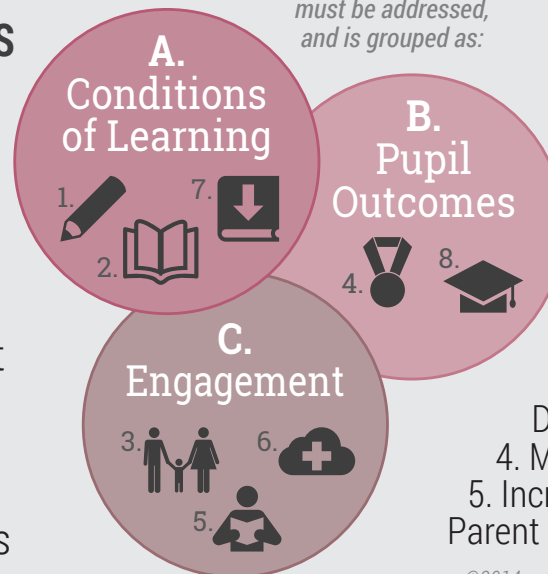 must be addressed,
and is grouped as:
s
A.
Conditions
of Learning
1.
7.
2.
B.
Pupil
Outcomes
4.
8.
C.
Engagement
3.
6.
5.
t
s
D
4. M
5. Incr
Parent